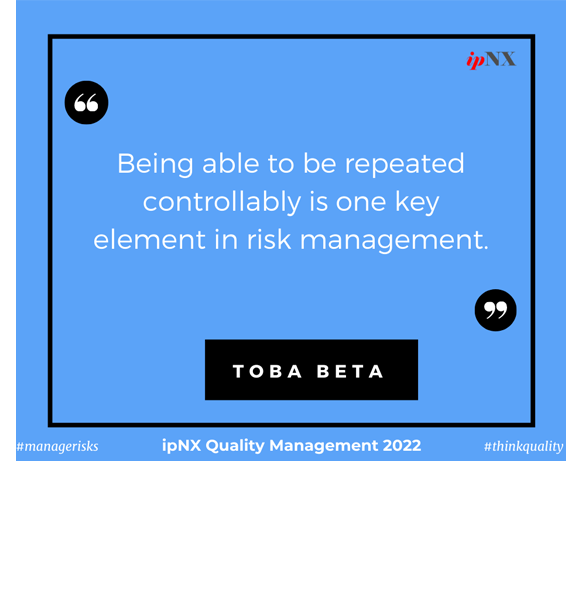 ipNX
“
Being able to be repeated
controllably is one key
element in risk management.
”
TOBA BETA
#managerisks
ipNX Quality Management 2022
#thinkquality